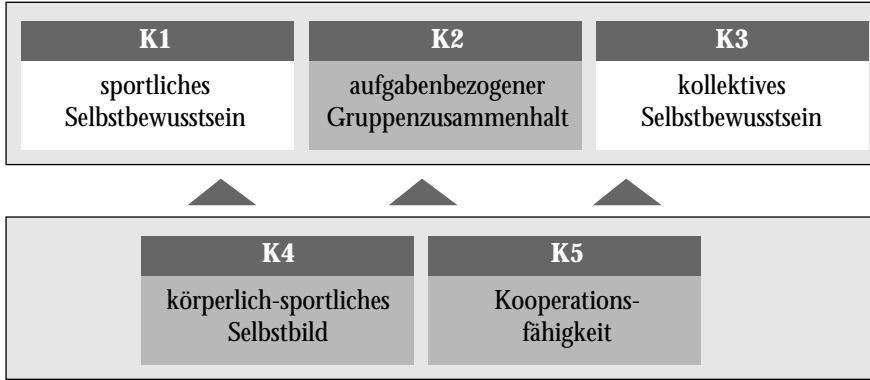 K1
sportliches
Selbstbewusstsein
K2
aufgabenbezogener
Gruppenzusammenhalt
K3
kollektives
Selbstbewusstsein
K4
körperlich-sportliches
Selbstbild
K5
Kooperations-
fähigkeit